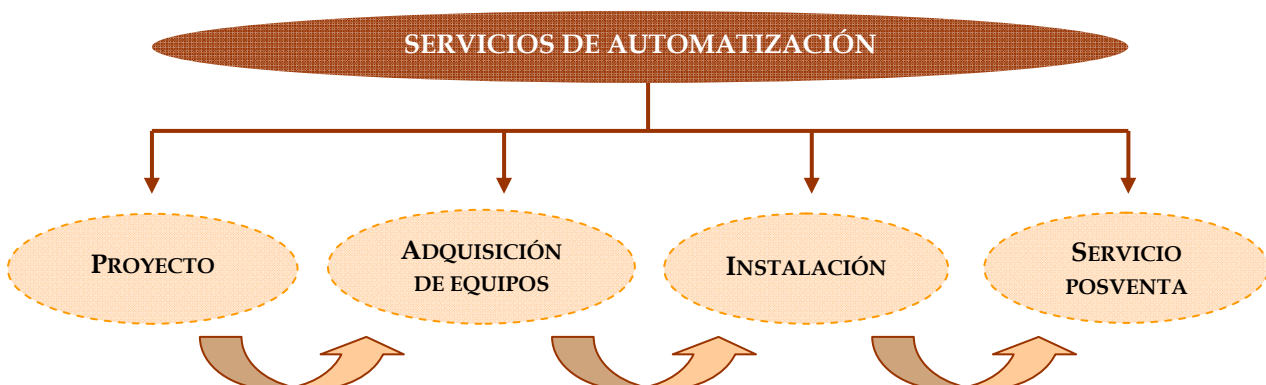 SERVICIOS DE AUTOMATIZACIÓN
PROYECTO
ADQUISICIÓN
DE EQUIPOS
INSTALACIÓN
SERVICIO
POSVENTA